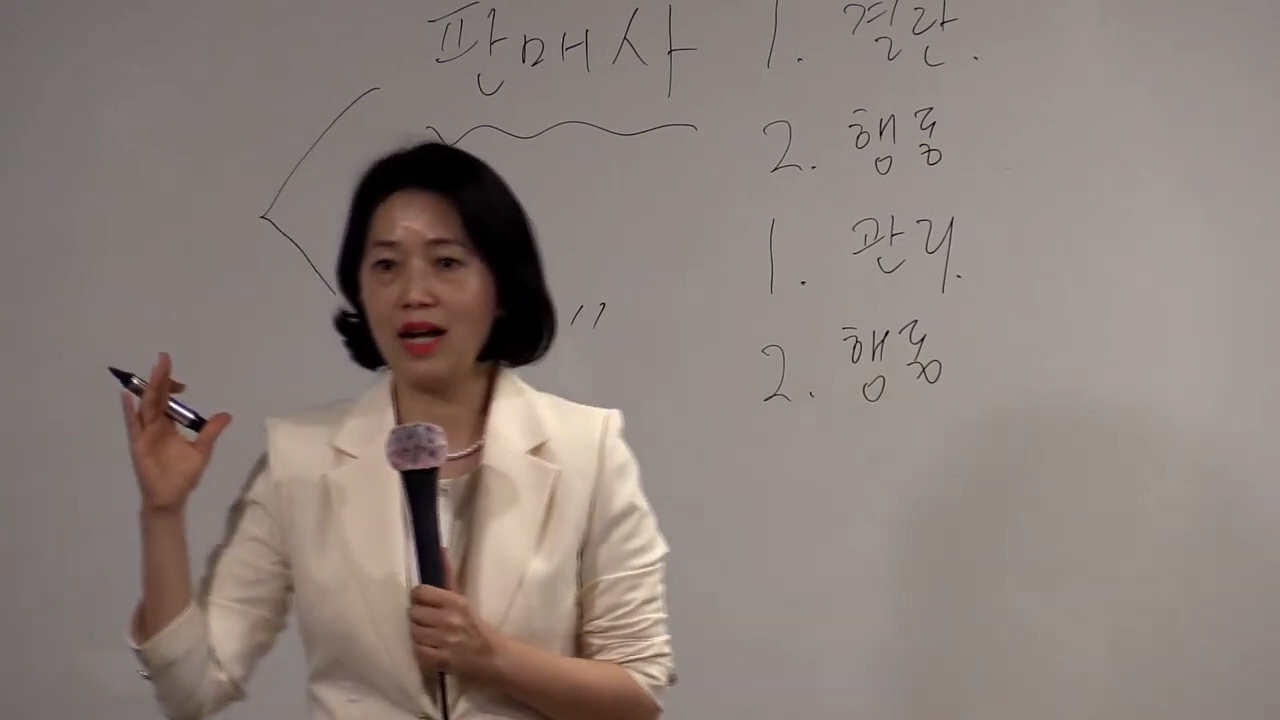 판매사 1. 결단.
2. 행동
1. 관리.
〃
2. 행동